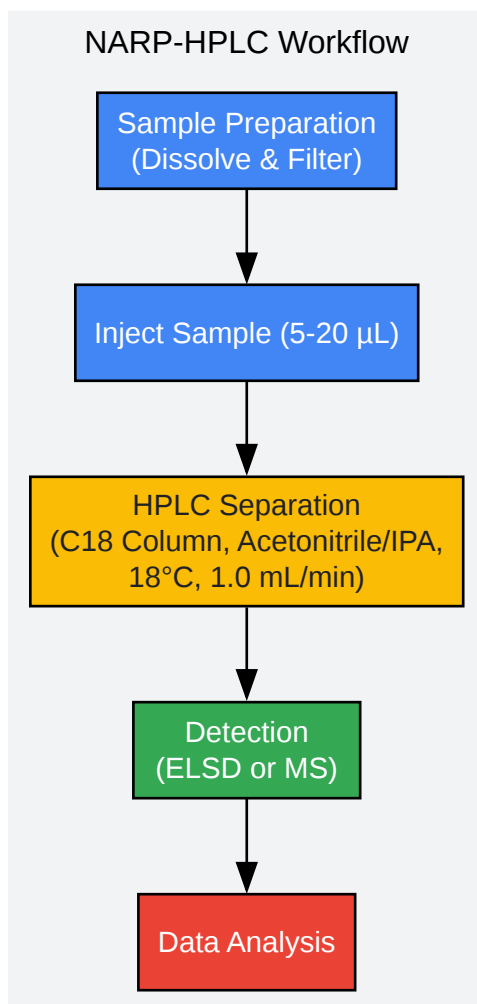 NARP-HPLC Workflow
Sample Preparation
(Dissolve & Filter)
Inject Sample (5-20 µL)
HPLC Separation
(C18 Column, Acetonitrile/IPA,
18°C, 1.0 mL/min)
Detection
(ELSD or MS)
Data Analysis